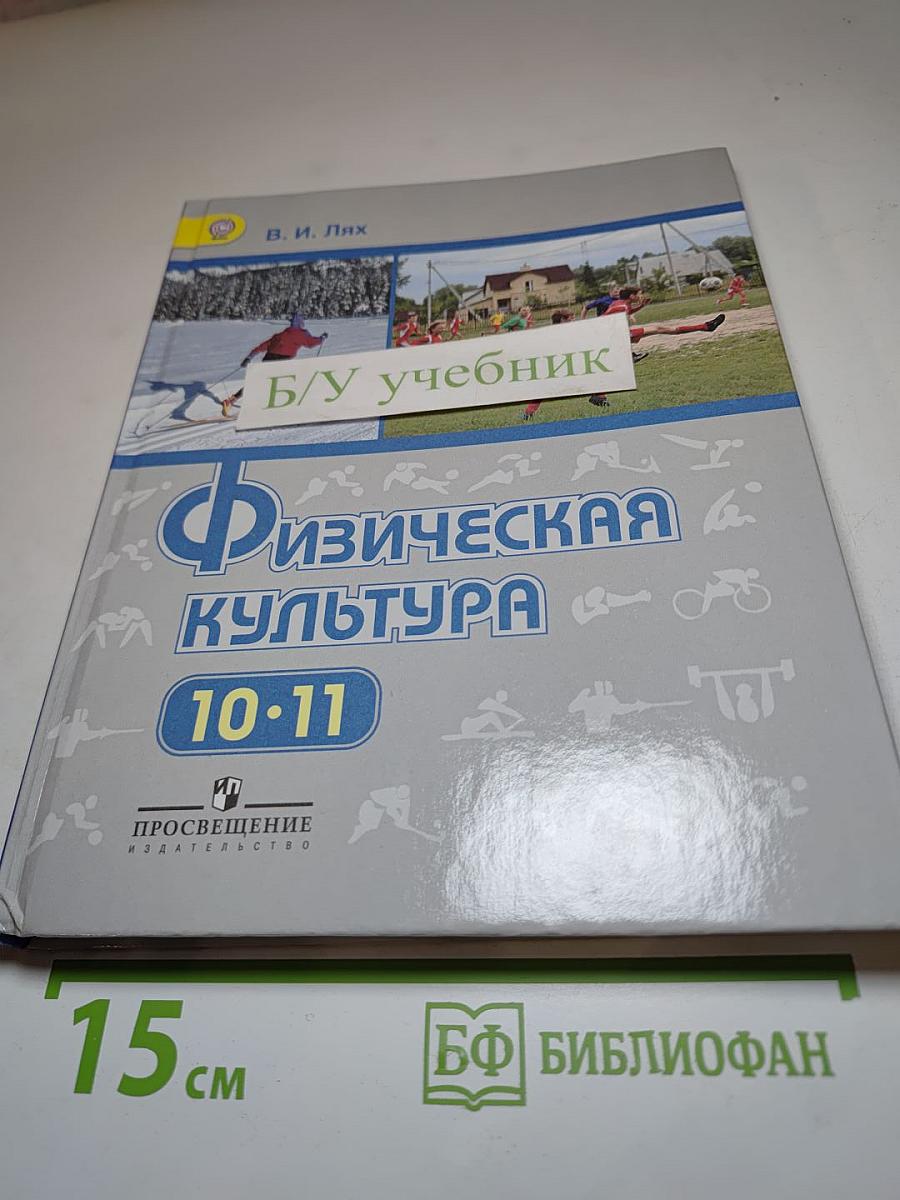 В. И. Лях
Б/У учебник
Физическая
культура
10·11
ПРОСВЕЩЕНИЕ
ИЗДАТЕЛЬСТВО
15 см
БФ БИБЛИОФАН